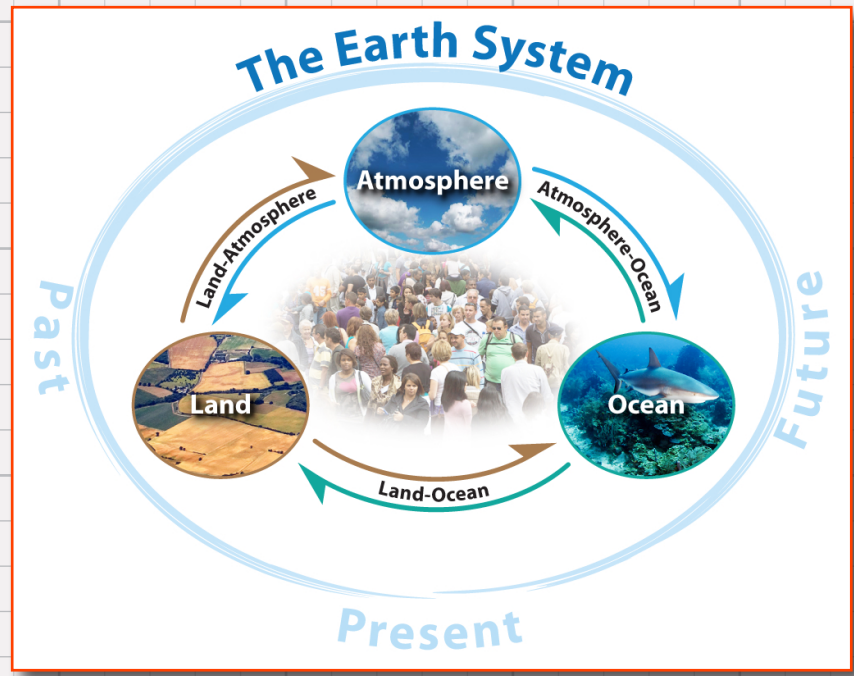 The Earth System
Atmosphere
Land-Atmosphere
Atmosphere-Ocean
Past
Future
Land
Ocean
Land-Ocean
Present